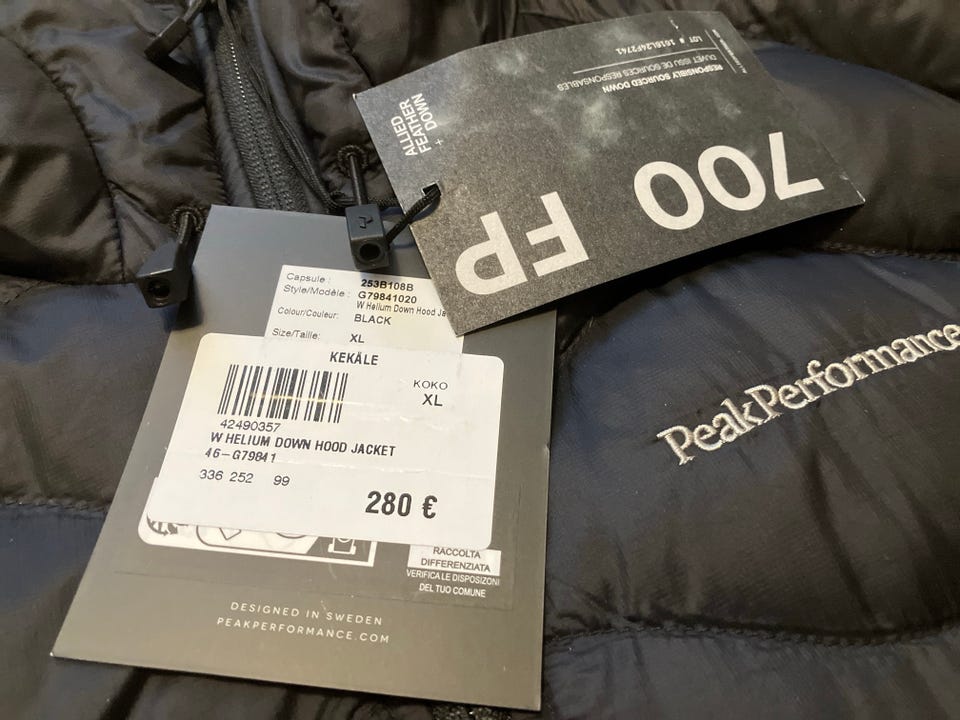 ALLIED
FEATHER
+ DOWN
RESPONSIBLY SOURCED DOWN
DUVET ISSU DE SOURCES RESPONSABLES
LOT # 1616L24F2741
700 FP
Capsule : 253B108B
Style/Modèle : G79841020
W Helium Down Hood Ja
Colour/Couleur: BLACK
Size/Taille: XL
KEKÄLE
KOKO
XL
42490357
W HELIUM DOWN HOOD JACKET
46-G79841
336 252 99
280 €
RACCOLTA
DIFFERENZIATA
VERIFICA LE DISPOSIZIONI
DEL TUO COMUNE
DESIGNED IN SWEDEN
PEAKPERFORMANCE.COM
PeakPerformance